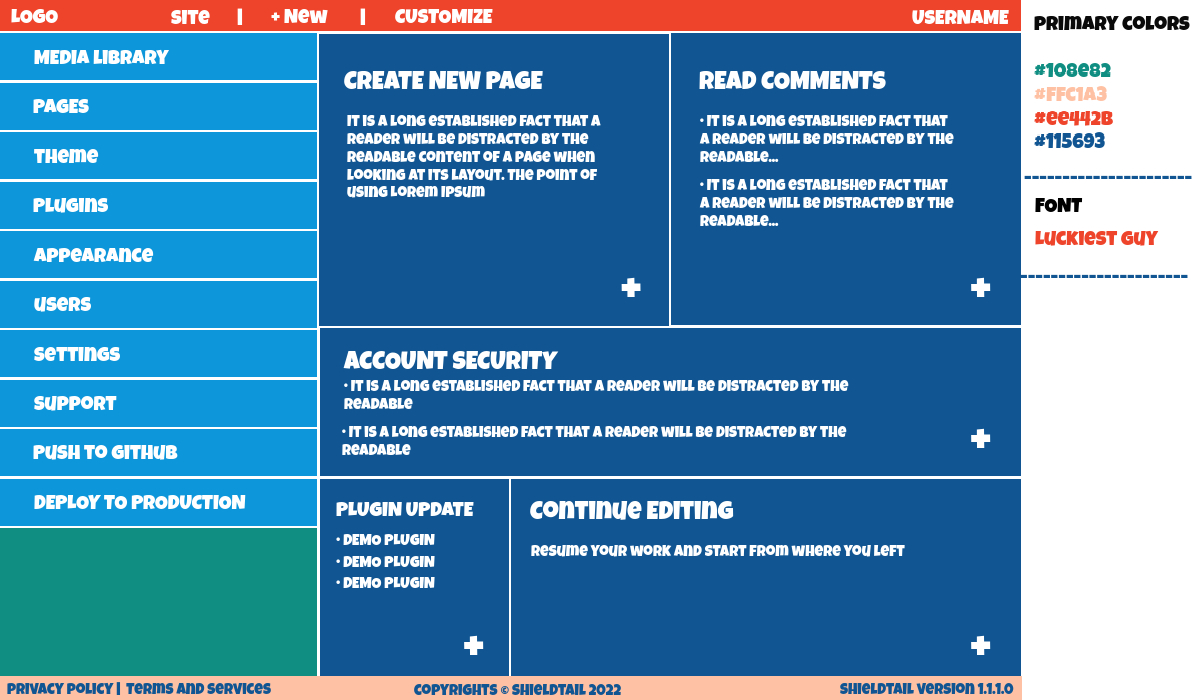 LOGO SITE | + NEW | CUSTOMIZE USERNAME
MEDIA LIBRARY
PAGES
THeme
PLugins
APPeARAnce
users
SeTTINGS
SuPPORT
PuSH To GITHuB
DEPLOY TO PRODUCTION
CREATE NEW PAGE
IT IS A Long eSTABLISHed FACT THAT A
READER WILL Be DISTRACTED BY THe
READABLE ConTenT OF A PAGe WHen
LooKING AT ITS LAYOUT. THe PoinT oF
using LoRem IPsum
READ COMMENTS
• IT IS A Long eSTABLISHed FACT THAT
A READER WILL Be DISTRACTED BY THe
READABLe...
• IT IS A Long eSTABLISHed FACT THAT
A READER WILL Be DISTRACTED BY THe
READABLe...
ACCOUNT SECURITY
• IT IS A Long eSTABLISHed FACT THAT A READER WILL Be DISTRACTED BY THe
READABLe
• IT IS A Long eSTABLISHed FACT THAT A READER WILL Be DISTRACTED BY THe
READABLe
PLUGIN UPDATE
• DEMO PLUGIN
• DEMO PLUGIN
• DEMO PLUGIN
ConTinue EDITing
Resume YouR WoRK AnD START FRom WHeRe You LeFT
PRIVACY POLICY | TeRms AnD SeRvices
COPYRIGHTS © SHIELDTAIL 2022
SHIELDTAIL VeRSion 1.1.1.0
PRimARY CoLoRS
#108e82
#FFC1A3
#ee442B
#115693
FONT
LucKieST Guy